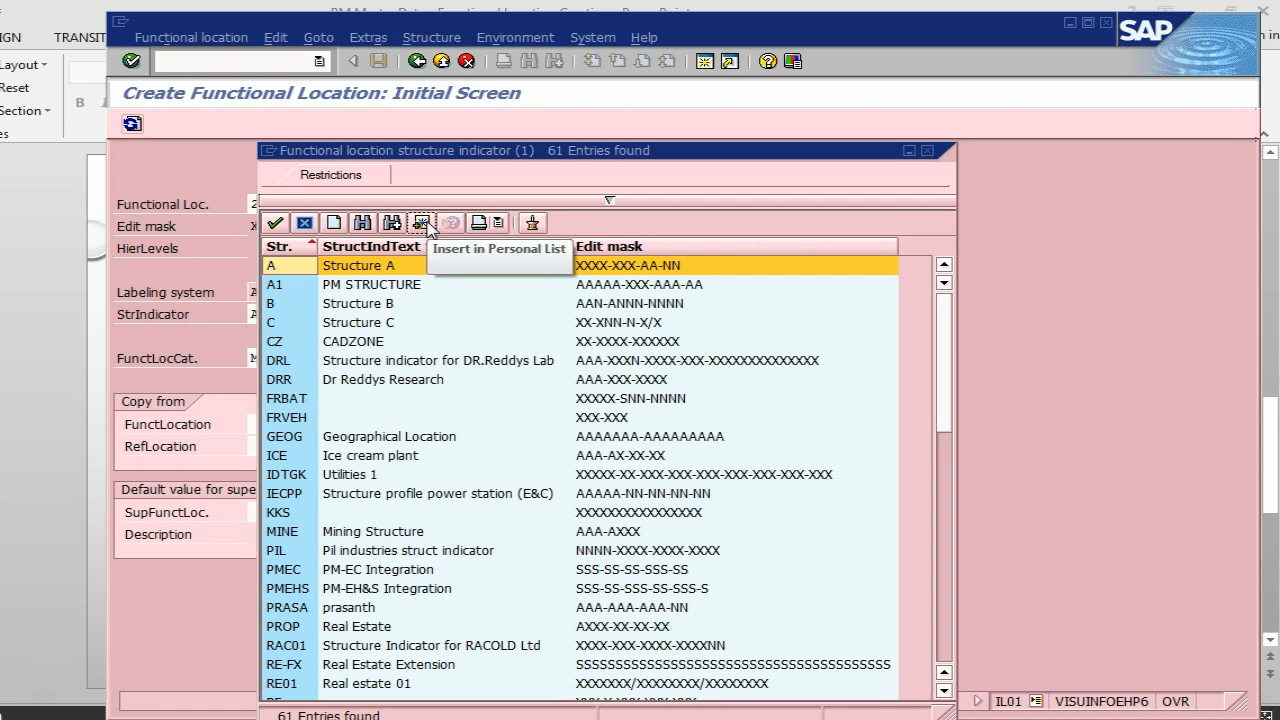 IGN
TRANSIT
n in
Layout
Reset
Section
es
SAP
Functional location Edit Goto Extras Structure Environment System Help
Create Functional Location: Initial Screen
Functional location structure indicator (1) 61 Entries found
Restrictions
Functional Loc. 2
Edit mask X
HierLevels
Labeling system
StrIndicator
FunctLocCat. M
Copy from
FunctLocation
RefLocation
Default value for supe
SupFunctLoc.
Description
Str. StructIndText Edit mask
Insert in Personal List
A Structure A XXXX-XXX-AA-NN
A1 PM STRUCTURE AAAAA-XXX-AAA-AA
B Structure B AAN-ANNN-NNNN
C Structure C XX-XNN-N-X/X
CZ CADZONE XX-XXXX-XXXXXX
DRL Structure indicator for DR.Reddys Lab AAA-XXXN-XXXX-XXX-XXXXXXXXXXXXXXX
DRR Dr Reddys Research AAA-XXX-XXXX
FRBAT XXXXX-SNN-NNNN
FRVEH XXX-XXX
GEOG Geographical Location AAAAAAA-AAAAAAAAA
ICE Ice cream plant AAA-AX-XX-XX
IDTGK Utilities 1 XXXXX-XX-XXX-XXX-XXX-XXX-XXX-XXX
IECPP Structure profile power station (E&C) AAAAA-NN-NN-NN-NN
KKS XXXXXXXXXXXXXXXX
MINE Mining Structure AAA-AXXX
PIL Pil industries struct indicator NNNN-XXXX-XXXX-XXXX
PMEC PM-EC Integration SSS-SS-SS-SSS-SS
PMEHS PM-EH&S Integration SSS-SSS-SS-SSS-S
PRASA prasanth AAA-AAA-AAA-NN
PROP Real Estate AXXX-XX-XX-XX
RAC01 Structure Indicator for RACOLD Ltd XXXX-XXX-XXXX-XXXXNN
RE-FX Real Estate Extension SSSSSSSSSSSSSSSSSSSSSSSSSSSSSSSSSSSSSSSS
RE01 Real estate 01 XXXXXXX/XXXXXXXX/XXXXXXXX
61 Entries found
IL01 VISUINFOEHP6 OVR